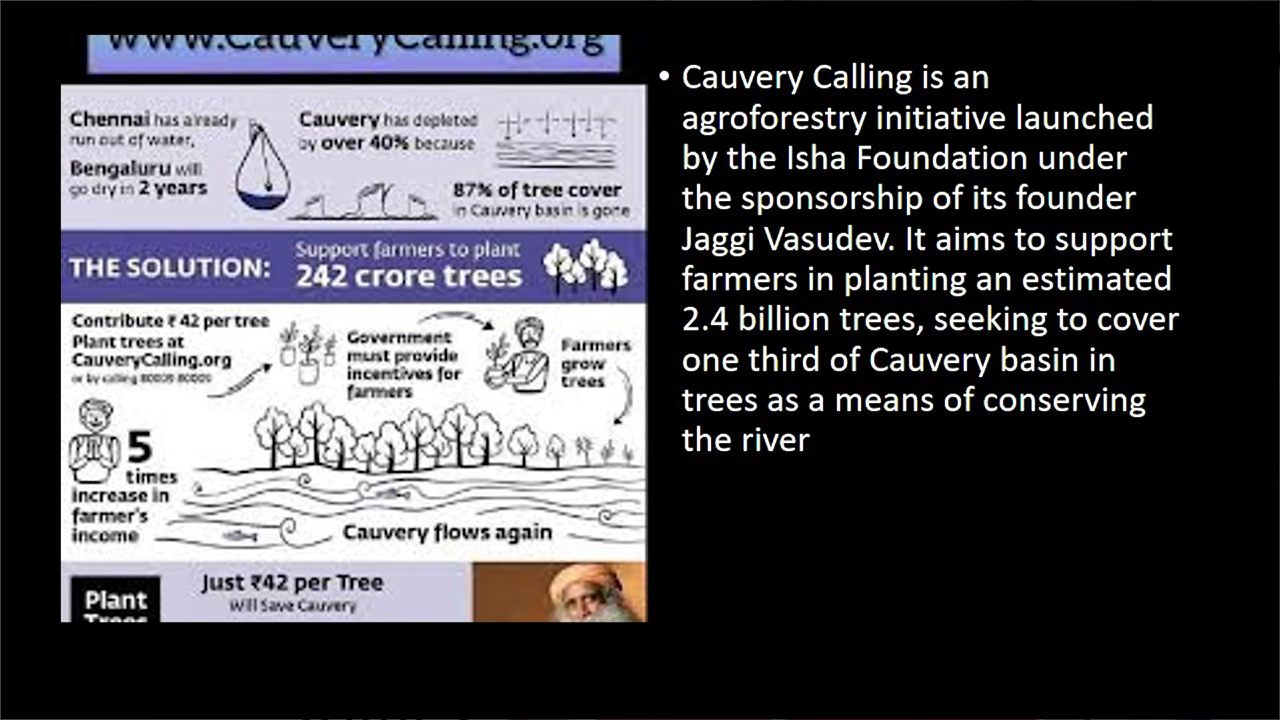 www.CauveryCalling.org
Chennai has already
run out of water,
Bengaluru will
go dry in 2 years
Cauvery has depleted
by over 40% because
87% of tree cover
in Cauvery basin is gone
THE SOLUTION:
Support farmers to plant
242 crore trees
Contribute ₹ 42 per tree
Plant trees at
CauveryCalling.org
or by calling 80009 80009
Government
must provide
incentives for
farmers
Farmers
grow
trees
5
times
increase in
farmer's
income
Cauvery flows again
Plant
Trees
Just ₹42 per Tree
Will Save Cauvery
• Cauvery Calling is an
agroforestry initiative launched
by the Isha Foundation under
the sponsorship of its founder
Jaggi Vasudev. It aims to support
farmers in planting an estimated
2.4 billion trees, seeking to cover
one third of Cauvery basin in
trees as a means of conserving
the river